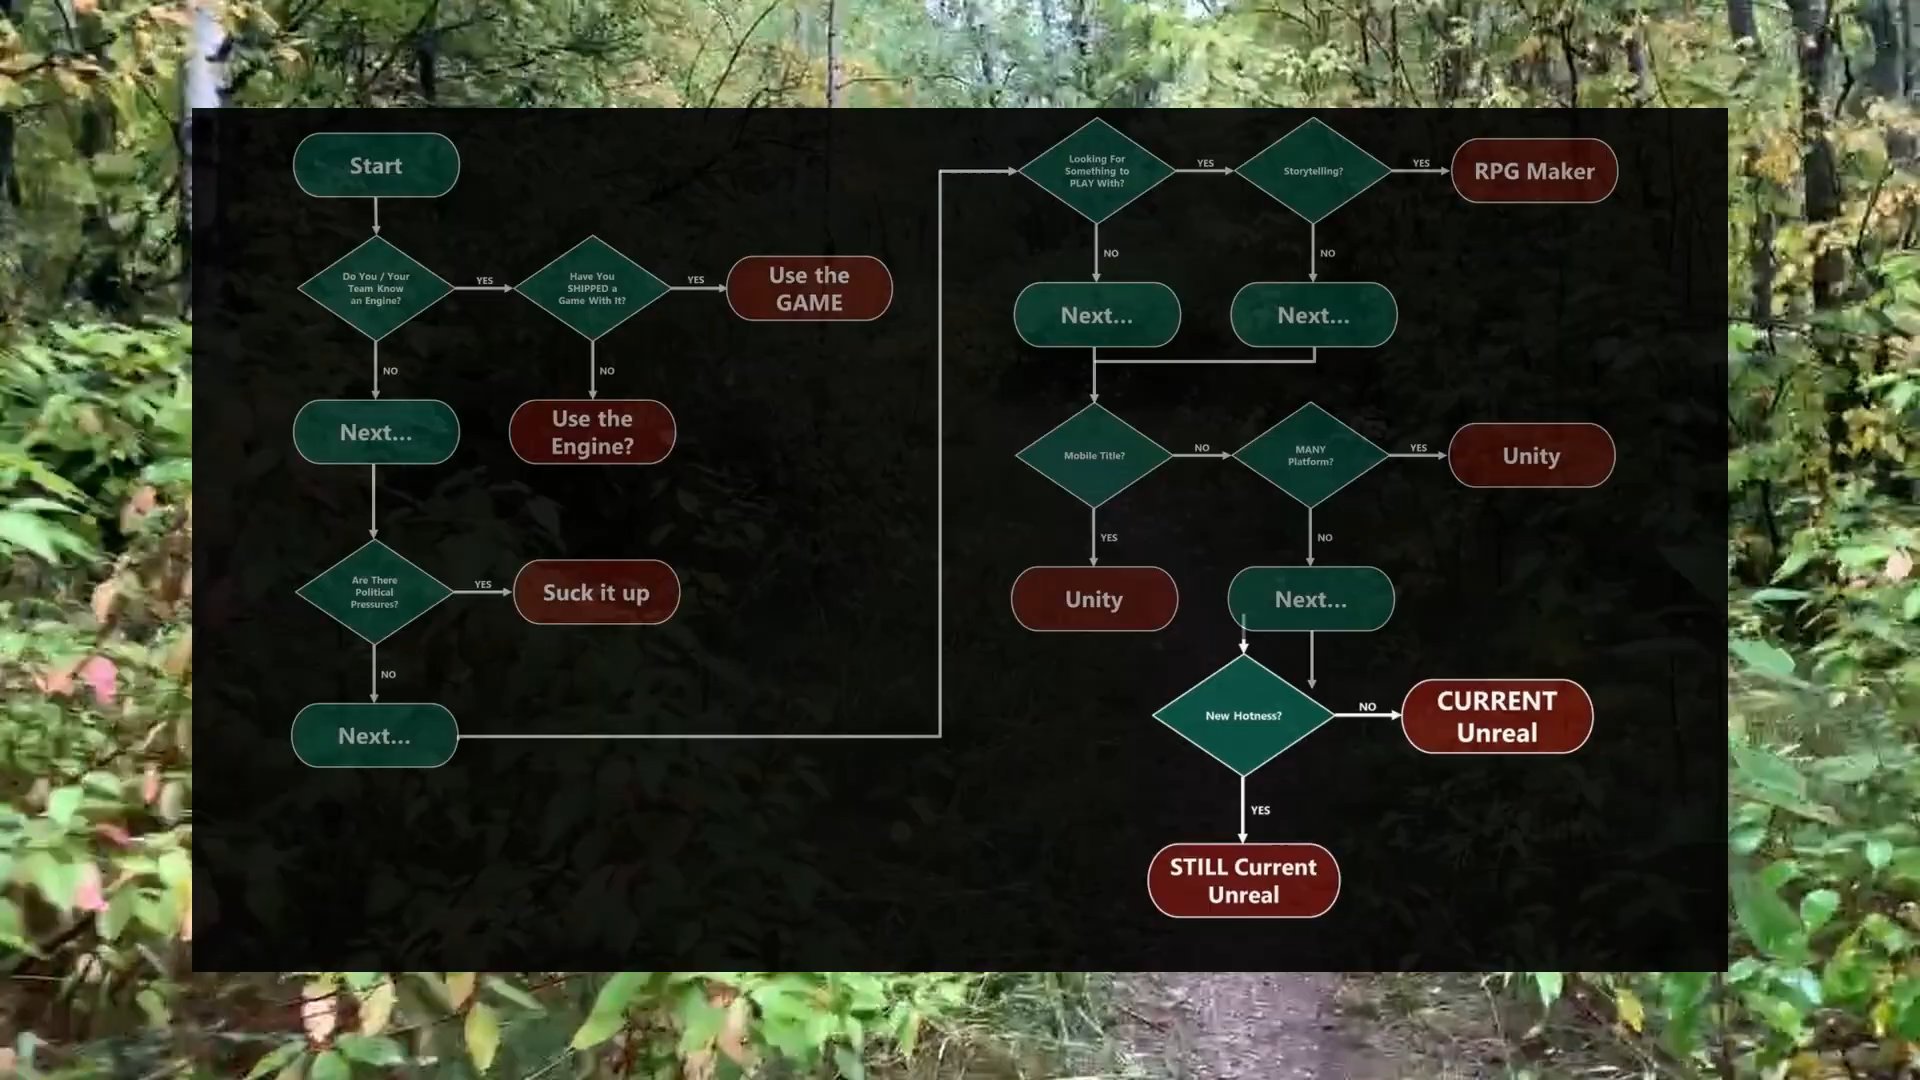 Start
Do You / Your
Team Know
an Engine?
YES
Have You
SHIPPED a
Game With It?
YES
Use the
GAME
NO
NO
Next...
Use the
Engine?
Are There
Political
Pressures?
YES
Suck it up
NO
Next...
Looking For
Something to
PLAY With?
YES
Storytelling?
YES
RPG Maker
NO
NO
Next...
Next...
Mobile Title?
NO
MANY
Platform?
YES
Unity
YES
NO
Unity
Next...
New Hotness?
NO
CURRENT
Unreal
YES
STILL Current
Unreal